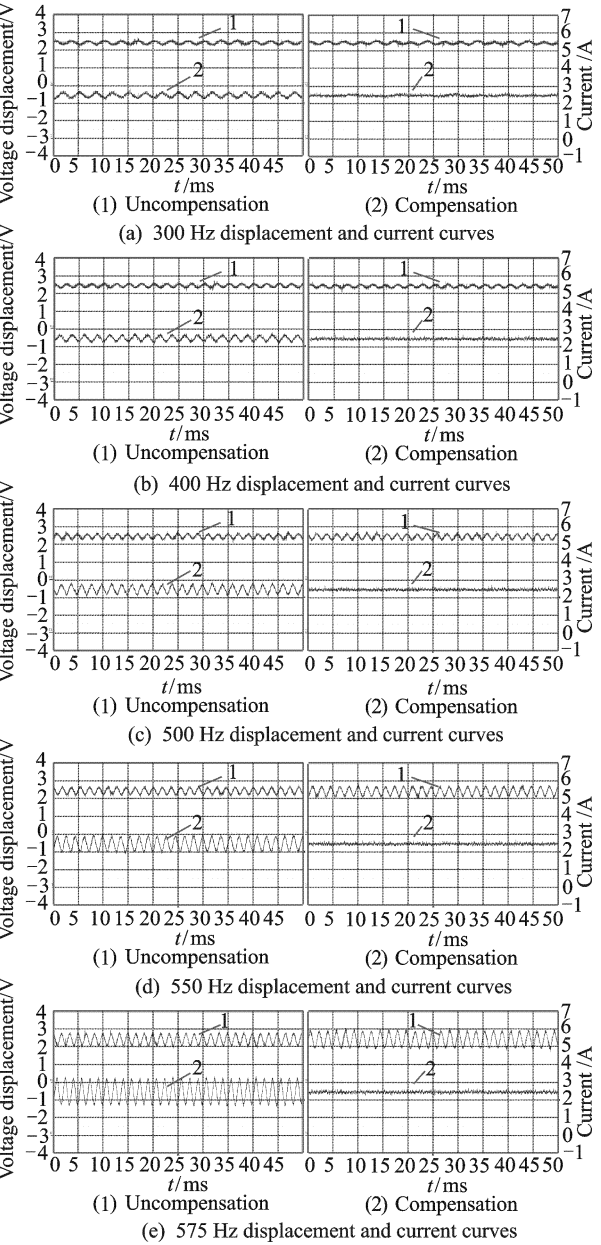 Voltage displacement/V
4
3
2
1
0
−1
−2
−3
−4
1
2
1
2
7
6
5
4
3
2
1
0
−1
Current /A
0 5 10 15 20 25 30 35 40 45
0 5 10 15 20 25 30 35 40 45 50
t/ms
t/ms
(1) Uncompensation
(2) Compensation
(a) 300 Hz displacement and current curves
Voltage displacement/V
4
3
2
1
0
−1
−2
−3
−4
1
2
1
2
7
6
5
4
3
2
1
0
−1
Current /A
0 5 10 15 20 25 30 35 40 45
0 5 10 15 20 25 30 35 40 45 50
t/ms
t/ms
(1) Uncompensation
(2) Compensation
(b) 400 Hz displacement and current curves
Voltage displacement/V
4
3
2
1
0
−1
−2
−3
−4
1
2
1
2
7
6
5
4
3
2
1
0
−1
Current /A
0 5 10 15 20 25 30 35 40 45
0 5 10 15 20 25 30 35 40 45 50
t/ms
t/ms
(1) Uncompensation
(2) Compensation
(c) 500 Hz displacement and current curves
Voltage displacement/V
4
3
2
1
0
−1
−2
−3
−4
1
2
1
2
7
6
5
4
3
2
1
0
−1
Current /A
0 5 10 15 20 25 30 35 40 45
0 5 10 15 20 25 30 35 40 45 50
t/ms
t/ms
(1) Uncompensation
(2) Compensation
(d) 550 Hz displacement and current curves
Voltage displacement/V
4
3
2
1
0
−1
−2
−3
−4
1
2
1
2
7
6
5
4
3
2
1
0
−1
Current /A
0 5 10 15 20 25 30 35 40 45
0 5 10 15 20 25 30 35 40 45 50
t/ms
t/ms
(1) Uncompensation
(2) Compensation
(e) 575 Hz displacement and current curves